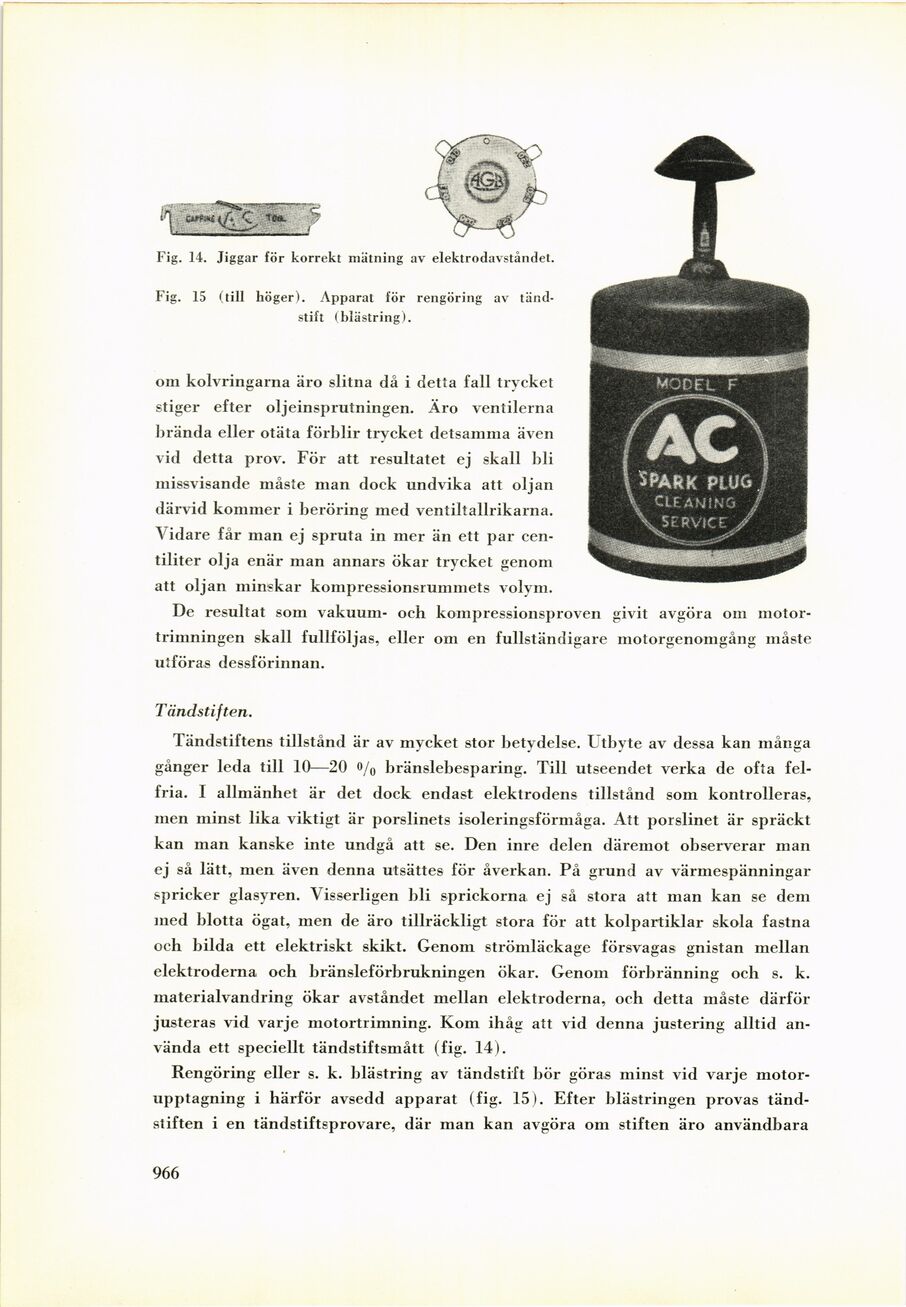 GAPPING AC TOOL
AGB
Fig. 14. Jiggar för korrekt mätning av elektrodavståndet.
Fig. 15 (till höger). Apparat för rengöring av tänd-
stift (blästring).
MODEL F
AC
SPARK PLUG
CLEANING
SERVICE
om kolvringarna äro slitna då i detta fall trycket
stiger efter oljeinsprutningen. Äro ventilerna
brända eller otäta förblir trycket detsamma även
vid detta prov. För att resultatet ej skall bli
missvisande måste man dock undvika att oljan
därvid kommer i beröring med ventiltallrikarna.
Vidare får man ej spruta in mer än ett par cen-
tiliter olja enär man annars ökar trycket genom
att oljan minskar kompressionsrummets volym.
De resultat som vakuum- och kompressionsproven givit avgöra om motor-
trimningen skall fullföljas, eller om en fullständigare motorgenomgång måste
utföras dessförinnan.
Tändstiften.
Tändstiftens tillstånd är av mycket stor betydelse. Utbyte av dessa kan många
gånger leda till 10—20 % bränslebesparing. Till utseendet verka de ofta fel-
fria. I allmänhet är det dock endast elektrodens tillstånd som kontrolleras,
men minst lika viktigt är porslinets isoleringsförmåga. Att porslinet är spräckt
kan man kanske inte undgå att se. Den inre delen däremot observerar man
ej så lätt, men även denna utsättes för åverkan. På grund av värmespänningar
spricker glasyren. Visserligen bli sprickorna ej så stora att man kan se dem
med blotta ögat, men de äro tillräckligt stora för att kolpartiklar skola fastna
och bilda ett elektriskt skikt. Genom strömläckage försvagas gnistan mellan
elektroderna och bränsleförbrukningen ökar. Genom förbränning och s. k.
materialvandring ökar avståndet mellan elektroderna, och detta måste därför
justeras vid varje motortrimning. Kom ihåg att vid denna justering alltid an-
vända ett speciellt tändstiftsmått (fig. 14).
Rengöring eller s. k. blästring av tändstift bör göras minst vid varje motor-
upptagning i härför avsedd apparat (fig. 15). Efter blästringen provas tänd-
stiften i en tändstiftsprovare, där man kan avgöra om stiften äro användbara
966